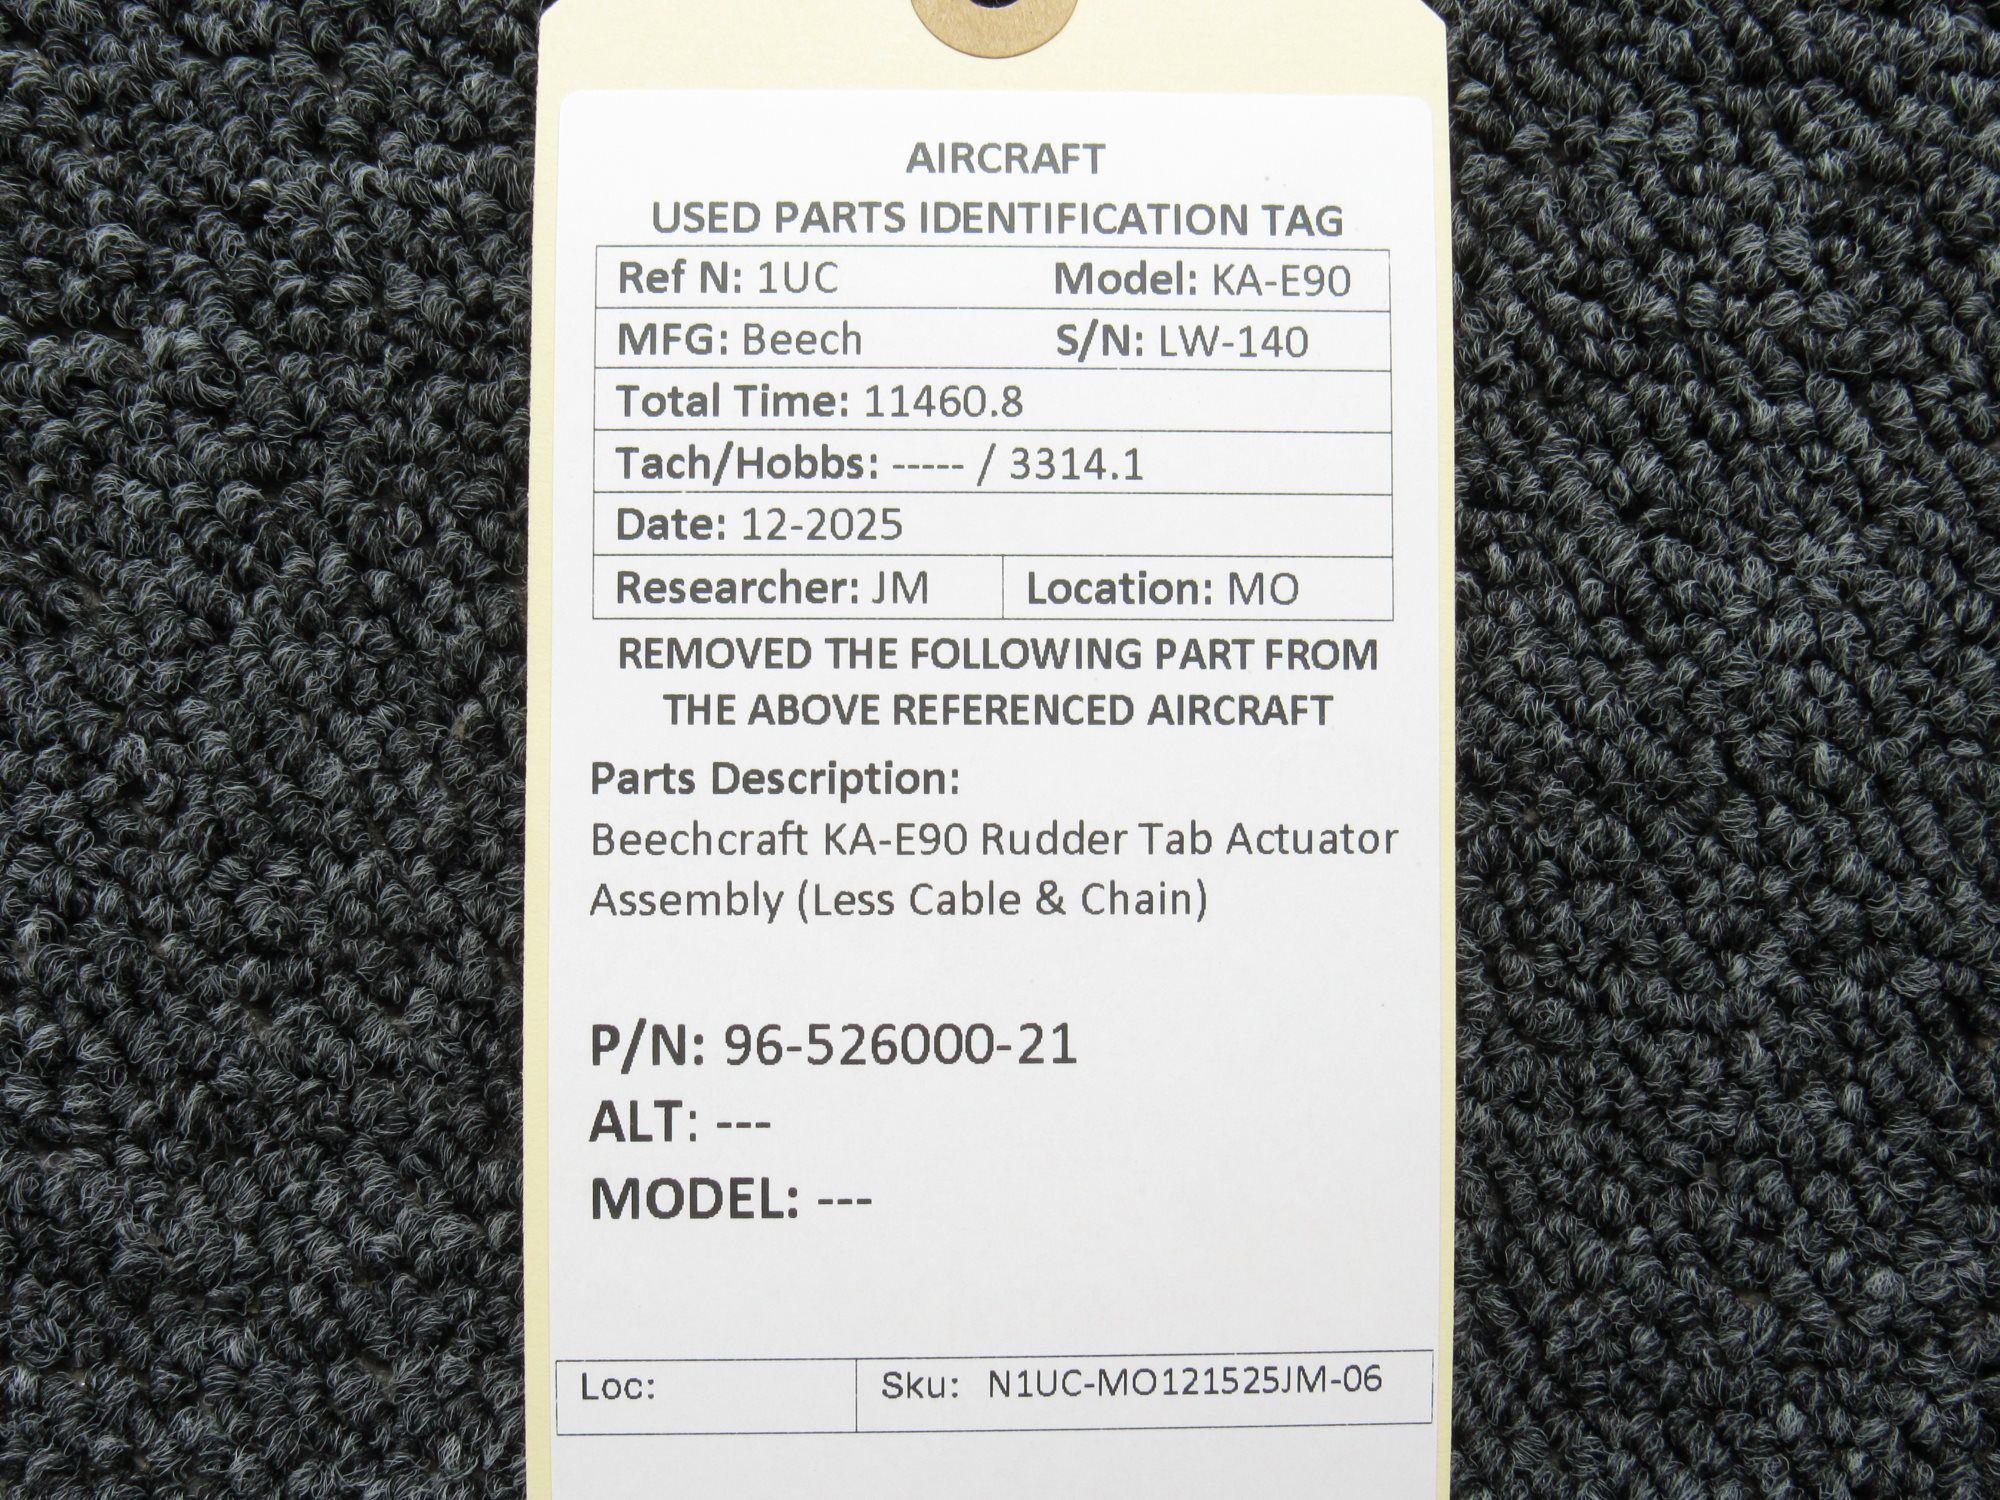 AIRCRAFT
USED PARTS IDENTIFICATION TAG
Ref N: 1UC Model: KA-E90
MFG: Beech S/N: LW-140
Total Time: 11460.8
Tach/Hobbs: ----- / 3314.1
Date: 12-2025
Researcher: JM Location: MO
REMOVED THE FOLLOWING PART FROM
THE ABOVE REFERENCED AIRCRAFT
Parts Description:
Beechcraft KA-E90 Rudder Tab Actuator
Assembly (Less Cable & Chain)
P/N: 96-526000-21
ALT: ---
MODEL: ---
Loc: Sku: N1UC-MO121525JM-06